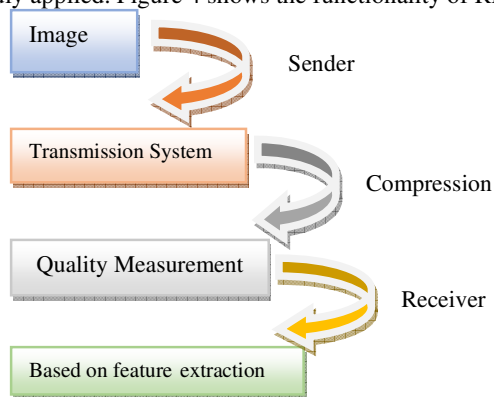 applied. Figure 4 shows the functionality of
Image
Sender
Transmission System
Compression
Quality Measurement
Receiver
Based on feature extraction